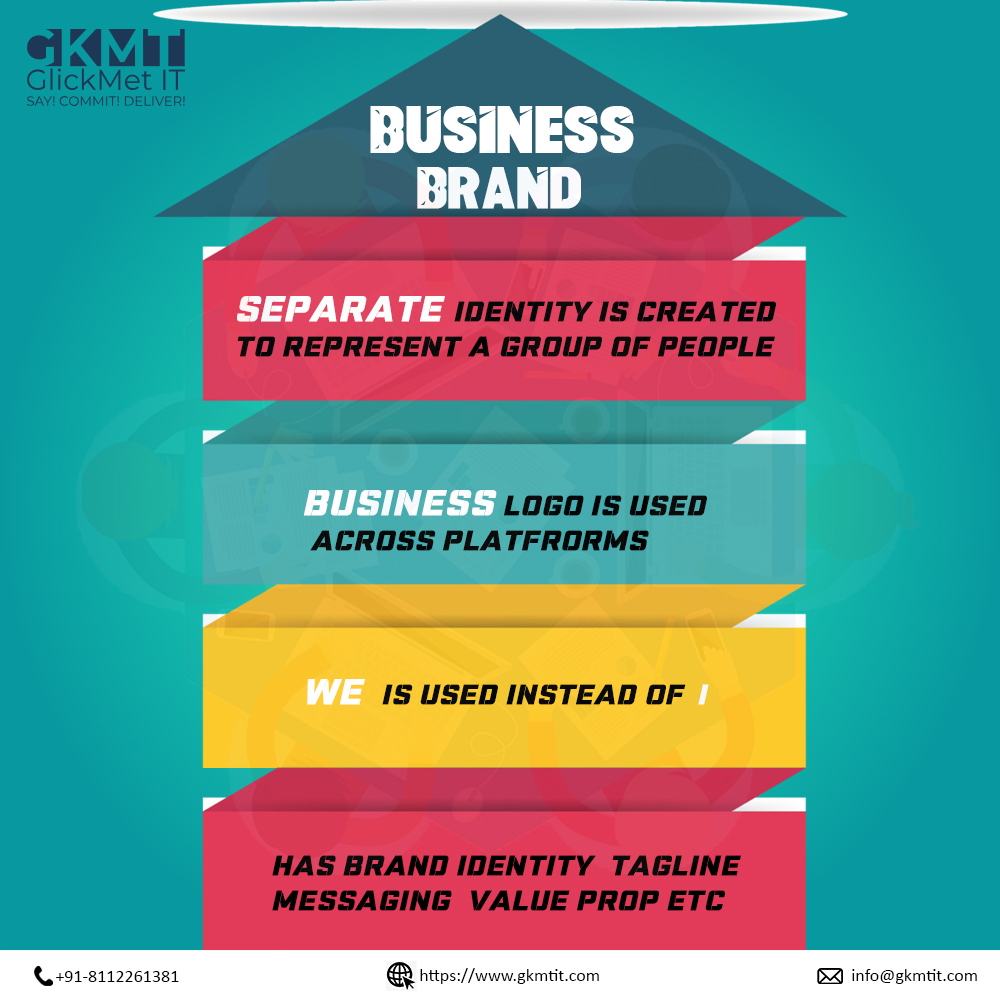 GKMT
GlickMet IT
SAY! COMMIT! DELIVER!
BUSINESS
BRAND
SEPARATE IDENTITY IS CREATED
TO REPRESENT A GROUP OF PEOPLE
BUSINESS LOGO IS USED
ACROSS PLATFRORMS
WE IS USED INSTEAD OF I
HAS BRAND IDENTITY TAGLINE
MESSAGING VALUE PROP ETC
+91-8112261381
https://www.gkmtit.com
info@gkmtit.com